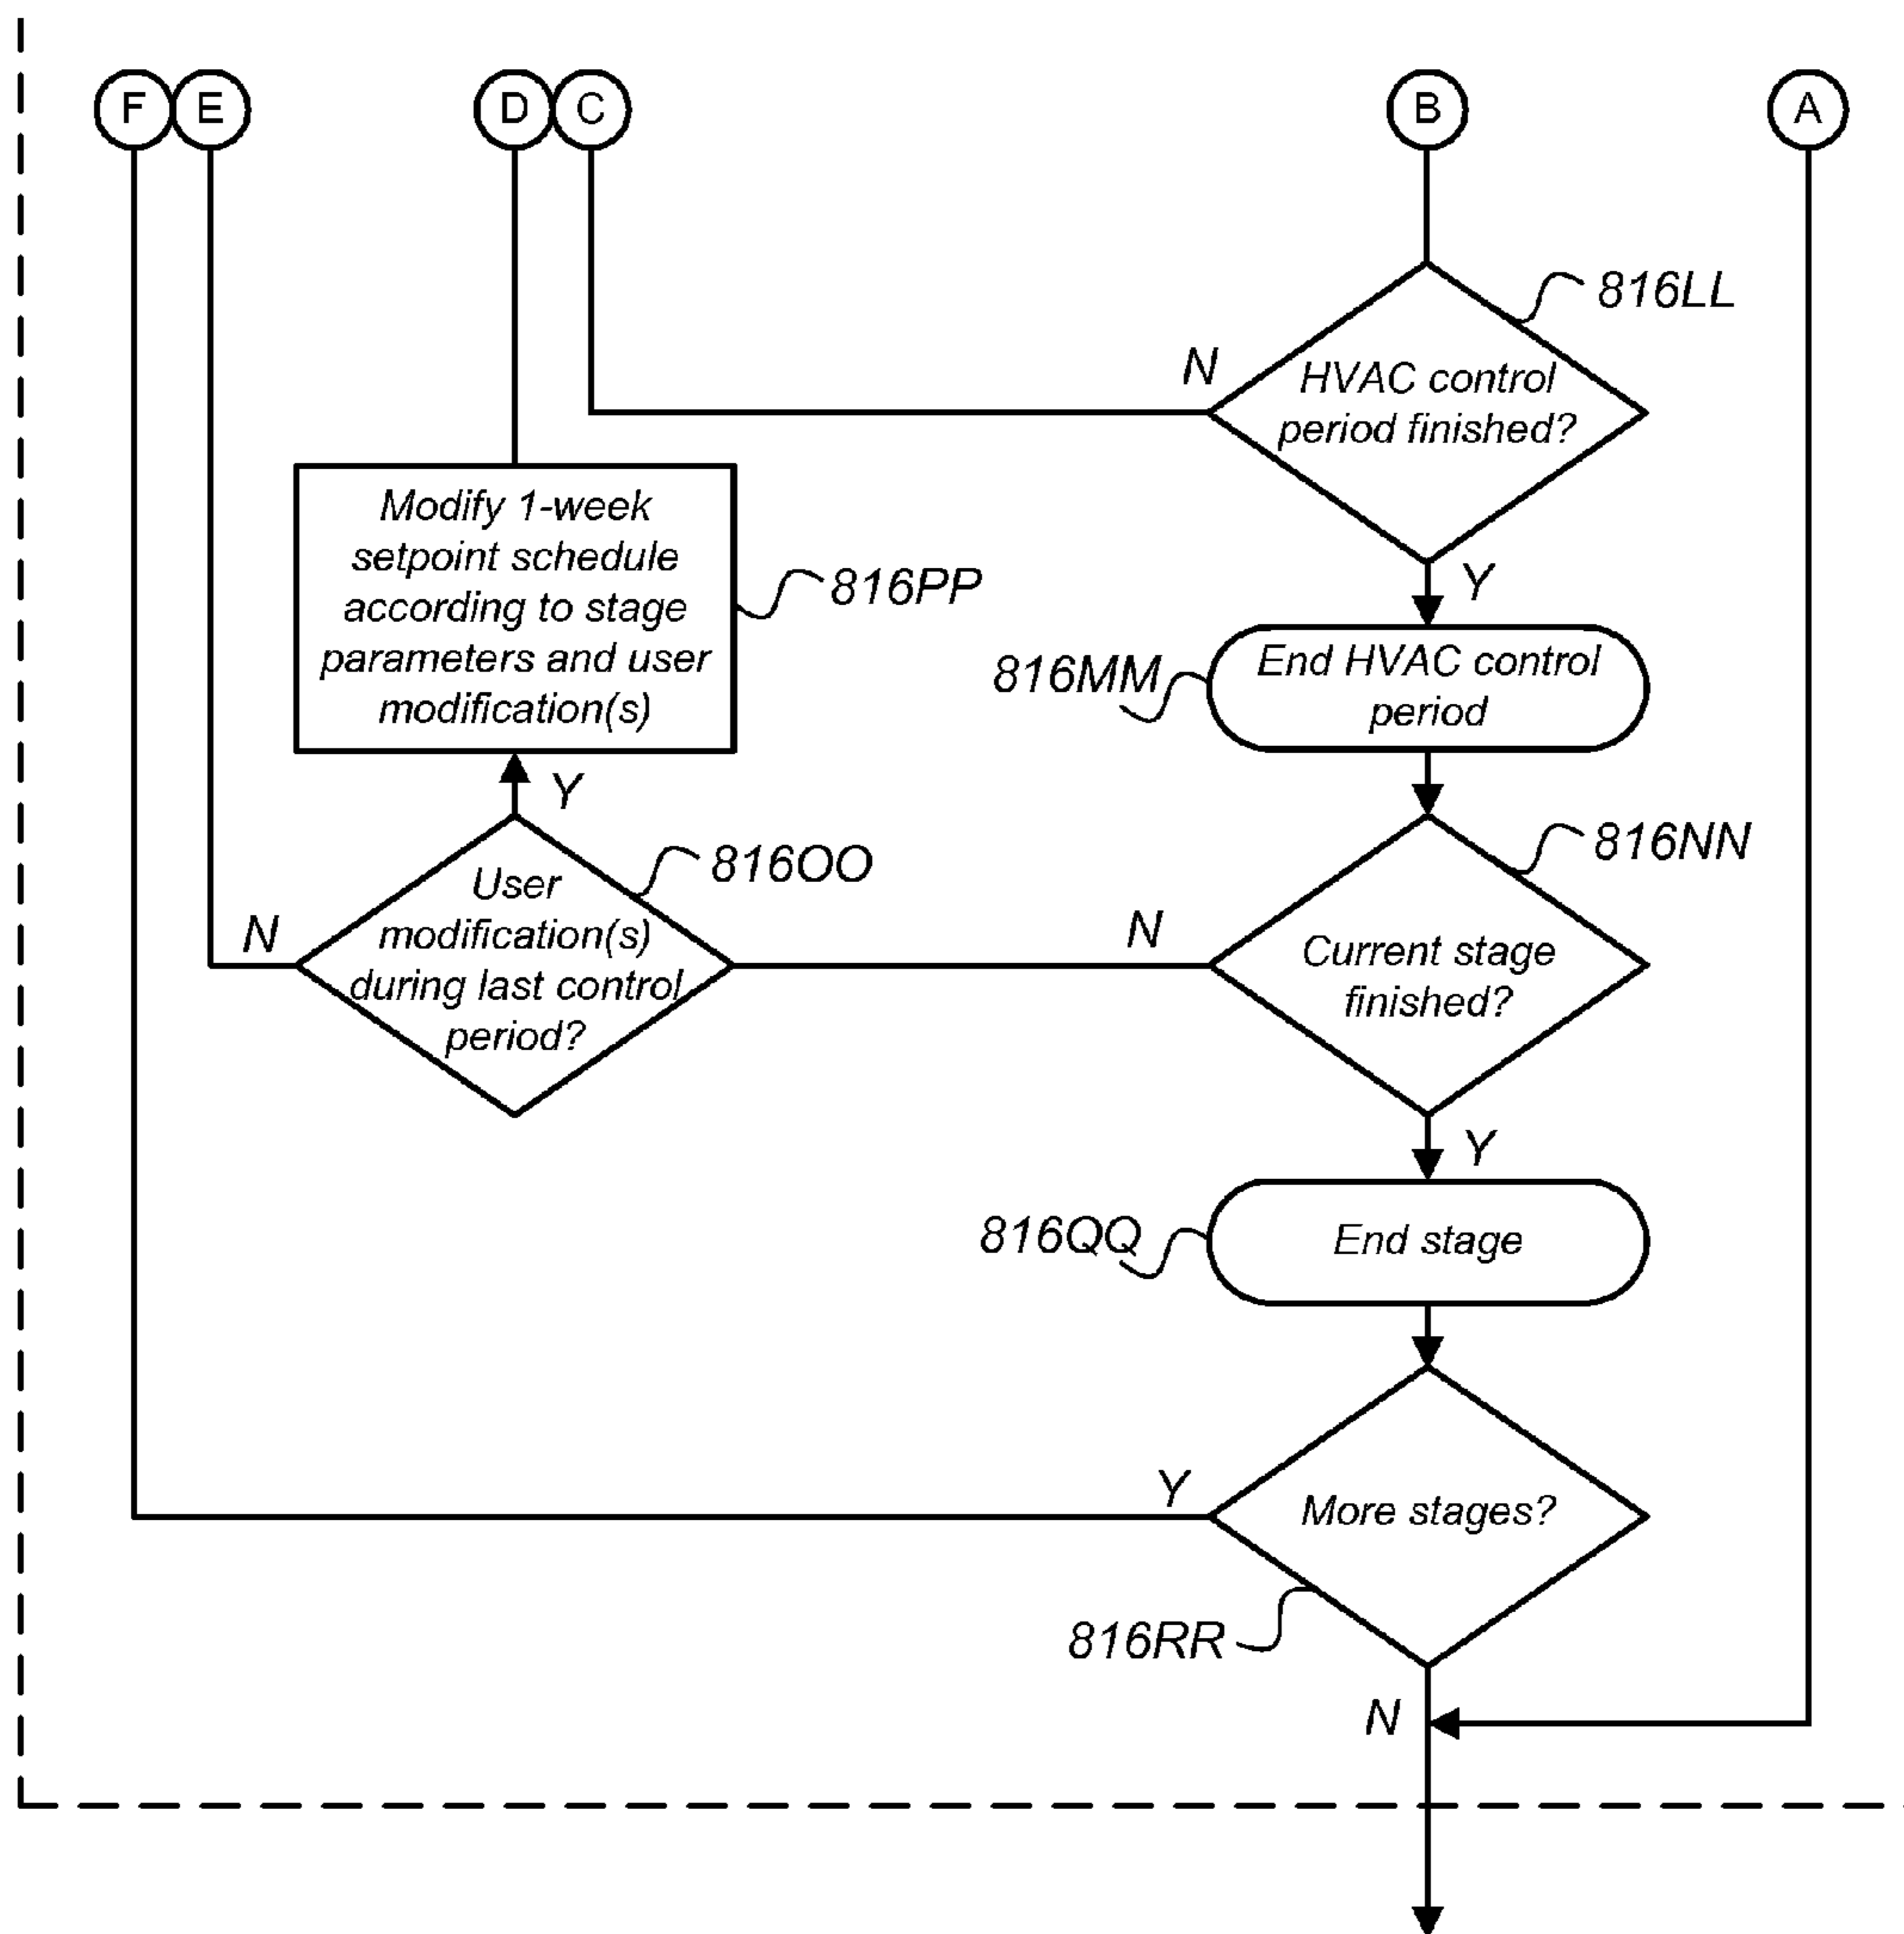 F E D C B A
816LL
N
HVAC control
period finished?
Y
Modify 1-week
setpoint schedule
according to stage
parameters and user
modification(s)
816PP
816MM
End HVAC control
period
Y
816NN
816OO
User
modification(s)
during last control
period?
N
N
Current stage
finished?
Y
816QQ
End stage
Y
More stages?
816RR
N